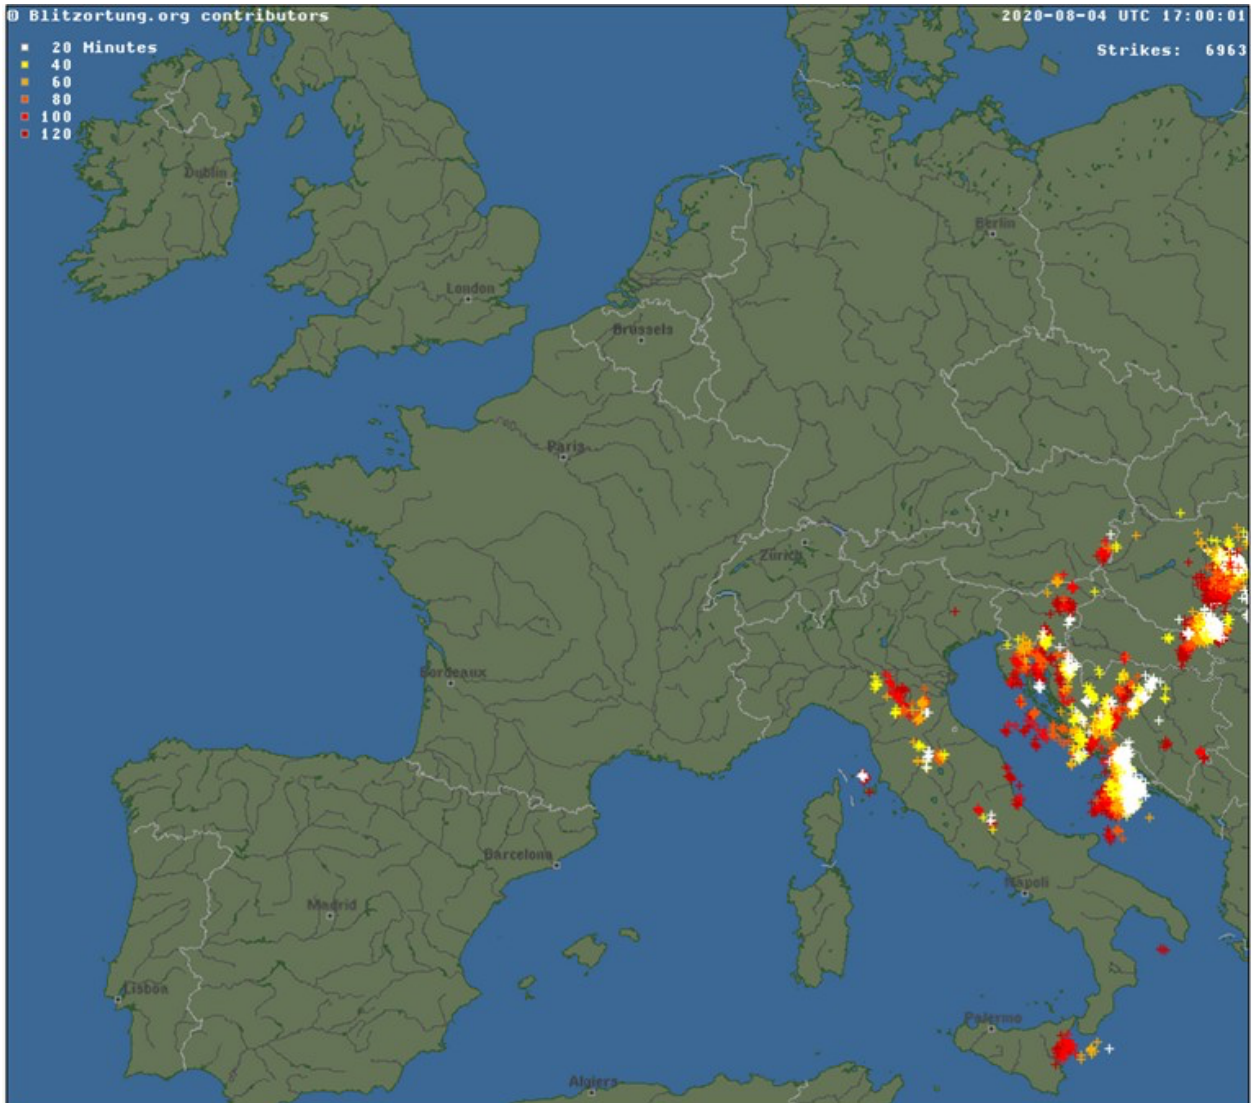 © Blitzortung.org contributors
2020-08-04 UTC 17:00:01
20 Minutes
Strikes: 6963
40
60
80
100
120
Dublin
Berlin
London
Brussels
Paris
Zürich
Bordeaux
Barcelona
Napoli
Madrid
Lisboa
Palermo
Algiers